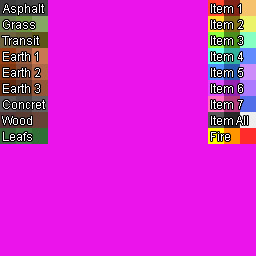 Asphalt
Grass
Transit
Earth 1
Earth 2
Earth 3
Concret
Wood
Leafs
Item 1
Item 2
Item 3
Item 4
Item 5
Item 6
Item 7
Item All
Fire